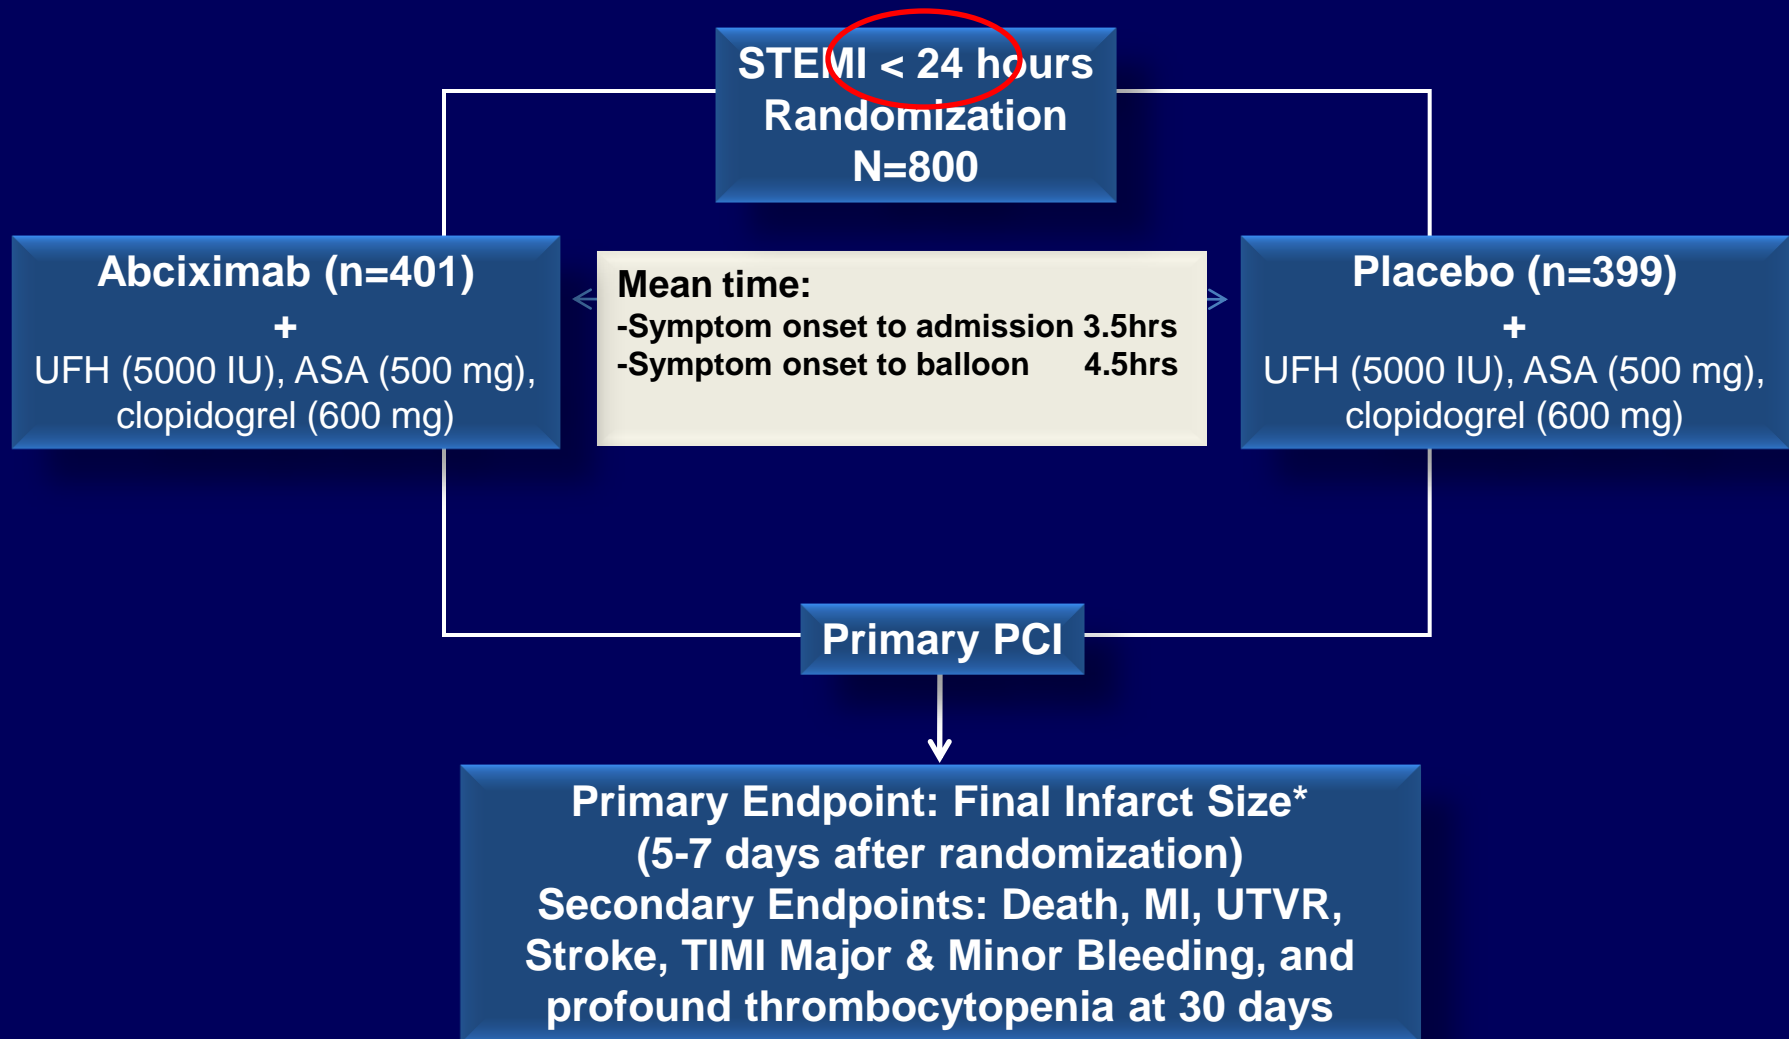 STEMI < 24 hours
Randomization
N=800
Abciximab (n=401)
+
UFH (5000 IU), ASA (500 mg),
clopidogrel (600 mg)
Mean time:
-Symptom onset to admission 3.5hrs
-Symptom onset to balloon 4.5hrs
Placebo (n=399)
+
UFH (5000 IU), ASA (500 mg),
clopidogrel (600 mg)
Primary PCI
Primary Endpoint: Final Infarct Size*
(5-7 days after randomization)
Secondary Endpoints: Death, MI, UTVR,
Stroke, TIMI Major & Minor Bleeding, and
profound thrombocytopenia at 30 days